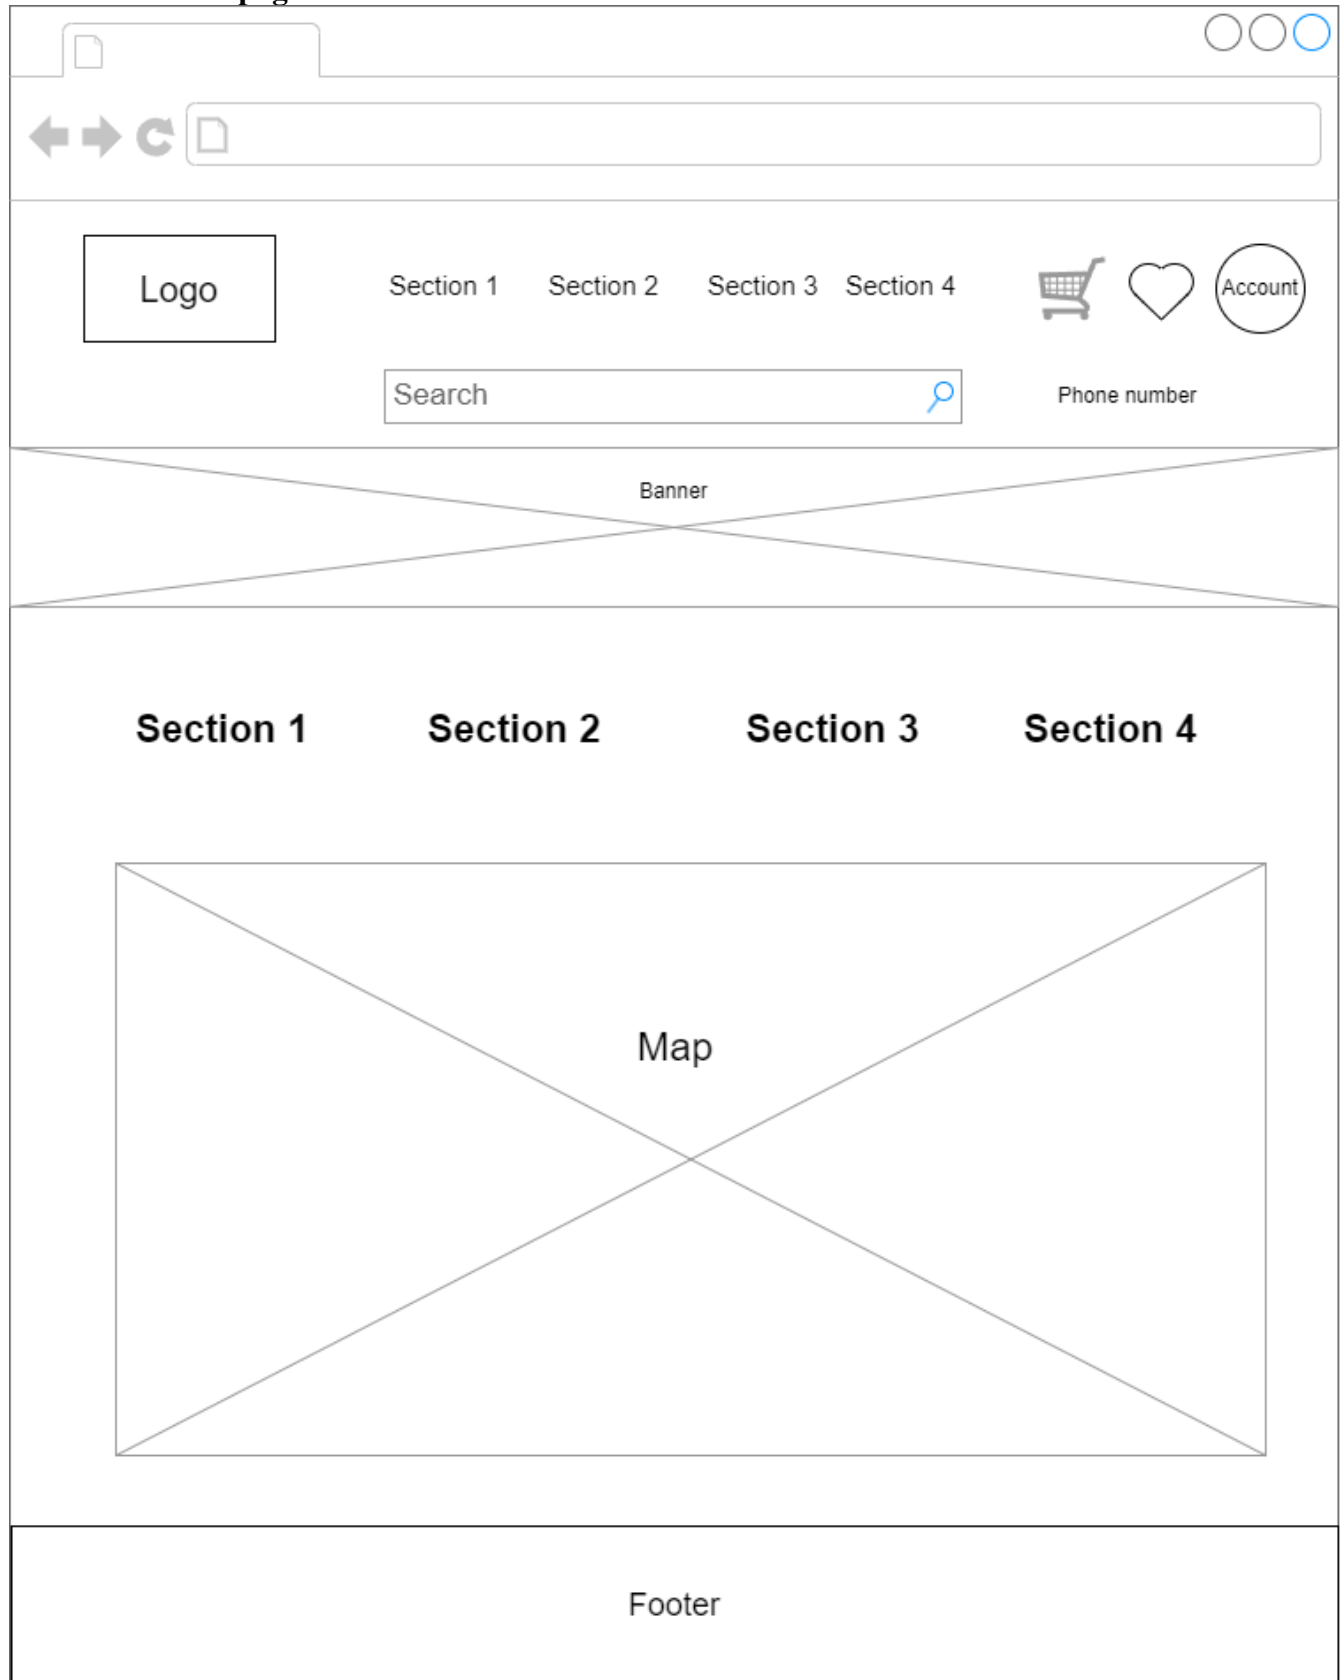 Logo
Section 1 Section 2 Section 3 Section 4
Account
Search
Phone number
Banner
Section 1 Section 2 Section 3 Section 4
Map
Footer